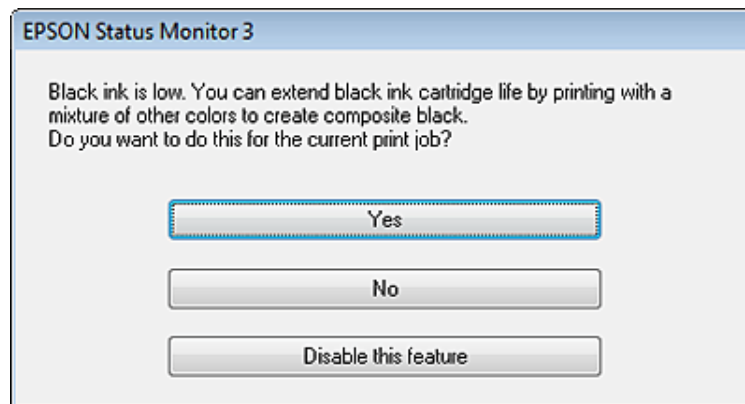 EPSON Status Monitor 3
Black ink is low. You can extend black ink cartridge life by printing with a
mixture of other colors to create composite black.
Do you want to do this for the current print job?
Yes
No
Disable this feature